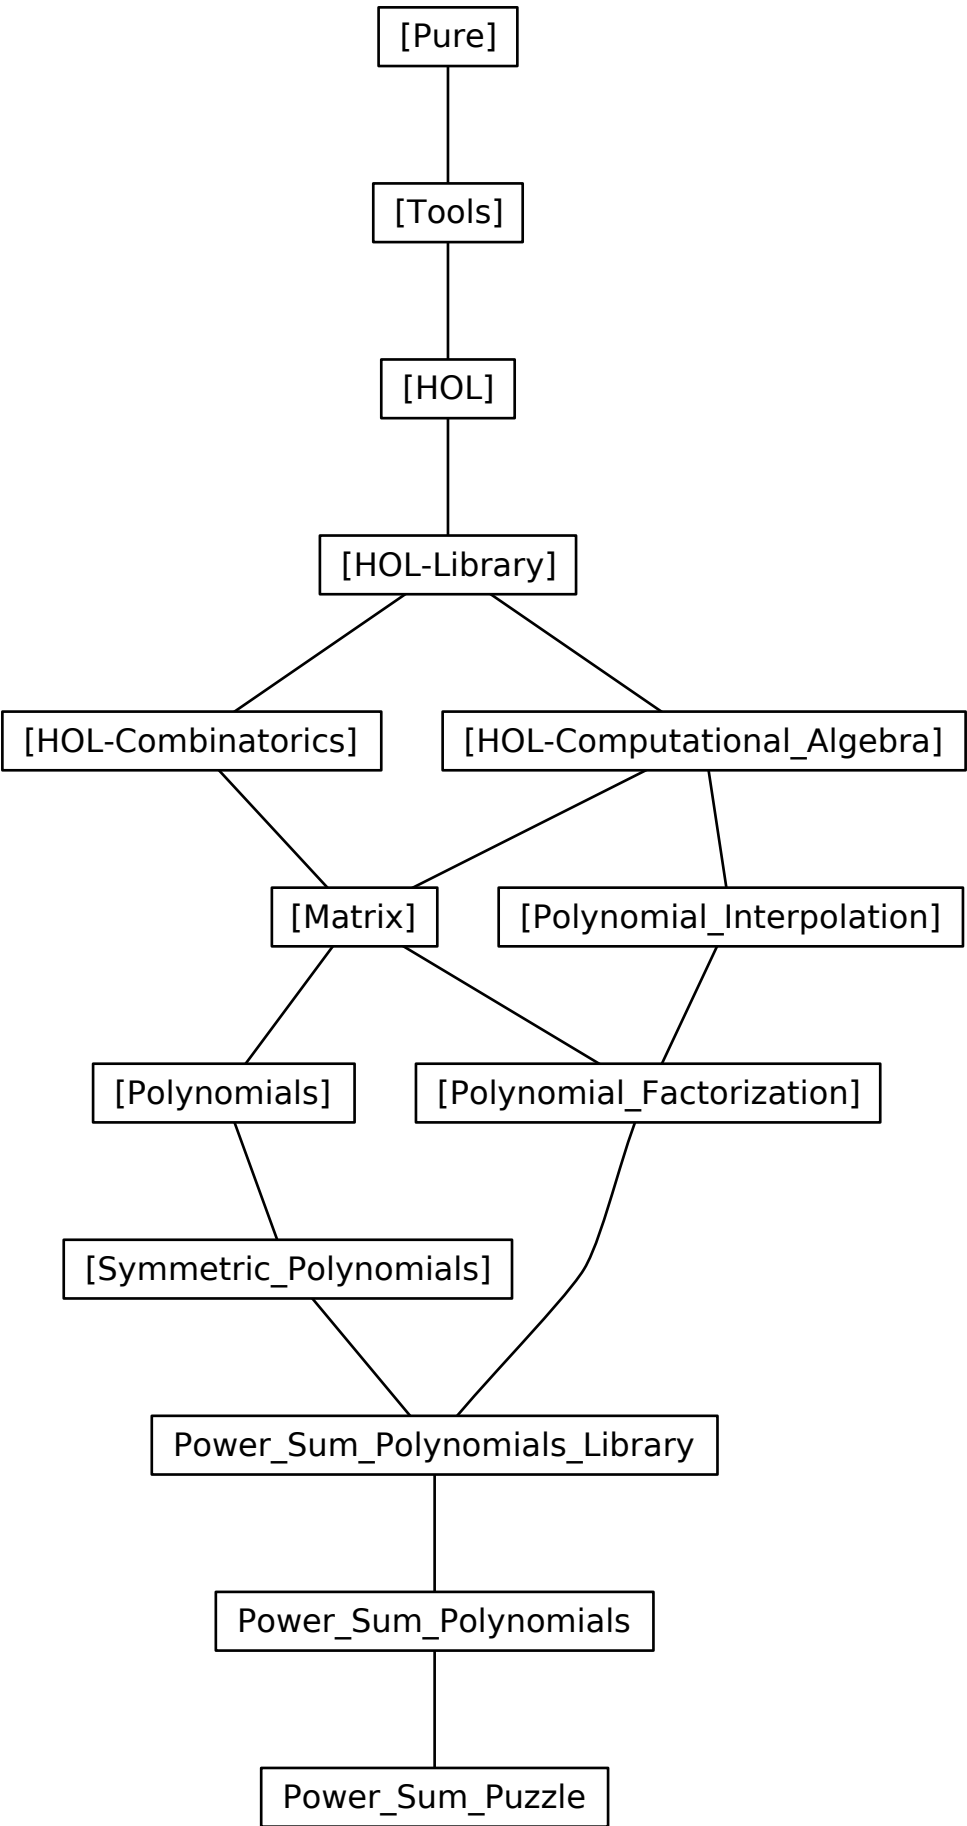 [Pure]
[Tools]
[HOL]
[HOL-Library]
[HOL-Combinatorics]
[HOL-Computational_Algebra]
[Matrix]
[Polynomial_Interpolation]
[Polynomials]
[Polynomial_Factorization]
[Symmetric_Polynomials]
Power_Sum_Polynomials_Library
Power_Sum_Polynomials
Power_Sum_Puzzle